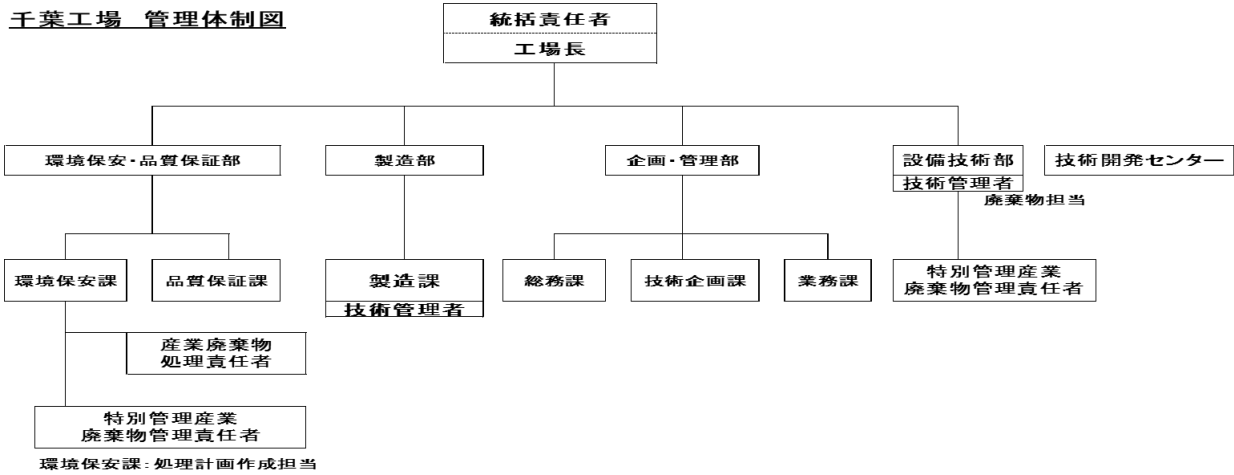 千葉工場 管理体制図
統括責任者
工場長
環境保安・品質保証部
製造部
企画・管理部
設備技術部
技術管理者
廃棄物担当
技術開発センター
環境保安課
品質保証課
製造課
技術管理者
総務課
技術企画課
業務課
特別管理産業
廃棄物管理責任者
産業廃棄物
処理責任者
特別管理産業
廃棄物管理責任者
環境保安課：処理計画作成担当